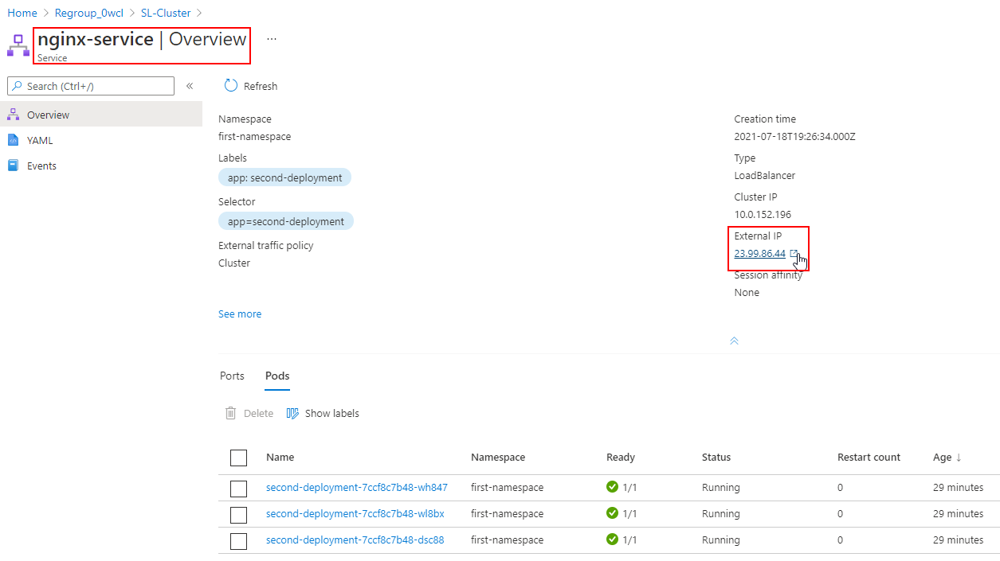 Home > Regroup_0wcl > SL-Cluster >
nginx-service | Overview ...
Service
Search (Ctrl+/) «
Refresh
Overview
YAML
Events
Namespace
first-namespace
Labels
app: second-deployment
Selector
app=second-deployment
External traffic policy
Cluster
See more
Creation time
2021-07-18T19:26:34.000Z
Type
LoadBalancer
Cluster IP
10.0.152.196
External IP
23.99.86.44
Session affinity
None
Ports Pods
Delete Show labels
Name Namespace Ready Status Restart count Age ↓
second-deployment-7ccf8c7b48-wh847 first-namespace 1/1 Running 0 29 minutes
second-deployment-7ccf8c7b48-wl8bx first-namespace 1/1 Running 0 29 minutes
second-deployment-7ccf8c7b48-dsc88 first-namespace 1/1 Running 0 29 minutes